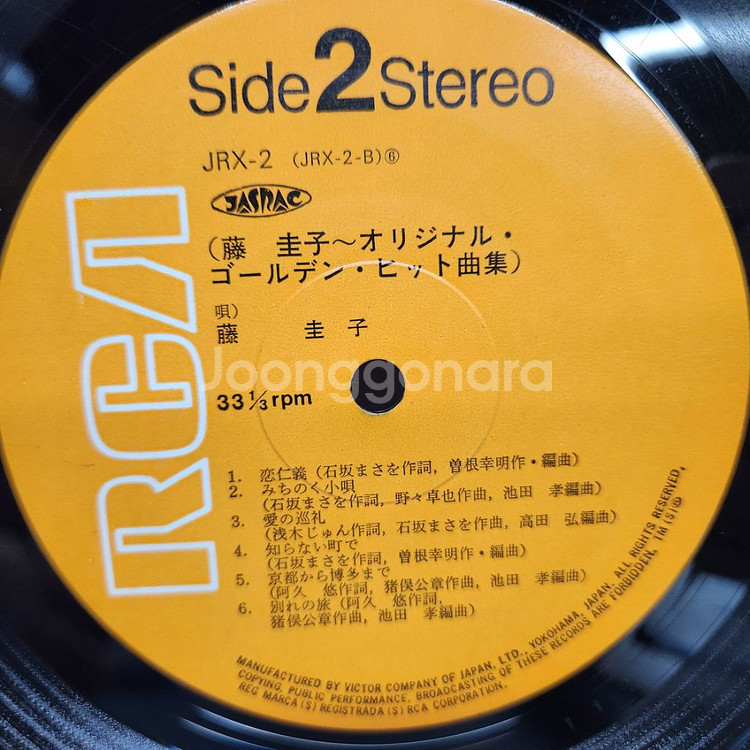 Side 2 Stereo
JRX-2 (JRX-2-B)⑥
JASRAC
(藤 圭子～オリジナル・
ゴールデン・ヒット曲集)
唄)
藤 圭子
Joonggonara
33 1/3 rpm
RCA
1. 恋仁義 (石坂まさを作詞, 曽根幸明作・編曲)
2. みちのく小唄
(石坂まさを作詞, 野々卓也作曲, 池田 孝編曲)
3. 愛の巡礼
(浅木じゅん作詞, 石坂まさを作曲, 高田 弘編曲)
4. 知らない町で
(石坂まさを作詞, 曽根幸明作・編曲)
5. 京都から博多まで
(阿久 悠作詞, 猪俣公章作曲, 池田 孝編曲)
6. 別れの旅 (阿久 悠作詞,
猪俣公章作曲, 池田 孝編曲)
MANUFACTURED BY VICTOR COMPANY OF JAPAN, LTD., YOKOHAMA, JAPAN. ALL RIGHTS RESERVED.
COPYING, PUBLIC PERFORMANCE, BROADCASTING OF THESE RECORDS ARE FORBIDDEN. TM(S)®
REG MARCA(S) REGISTRADA(S) RCA CORPORATION.